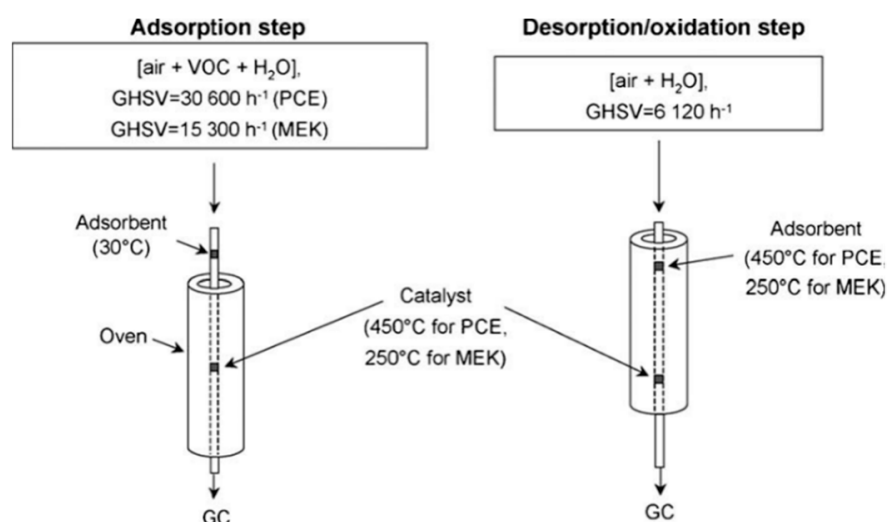 Adsorption step
[air + VOC + H₂O],
GHSV=30 600 h⁻¹ (PCE)
GHSV=15 300 h⁻¹ (MEK)
Desorption/oxidation step
[air + H₂O],
GHSV=6 120 h⁻¹
Adsorbent
(30°C)
Oven
Catalyst
(450°C for PCE,
250°C for MEK)
Adsorbent
(450°C for PCE,
250°C for MEK)
GC
GC